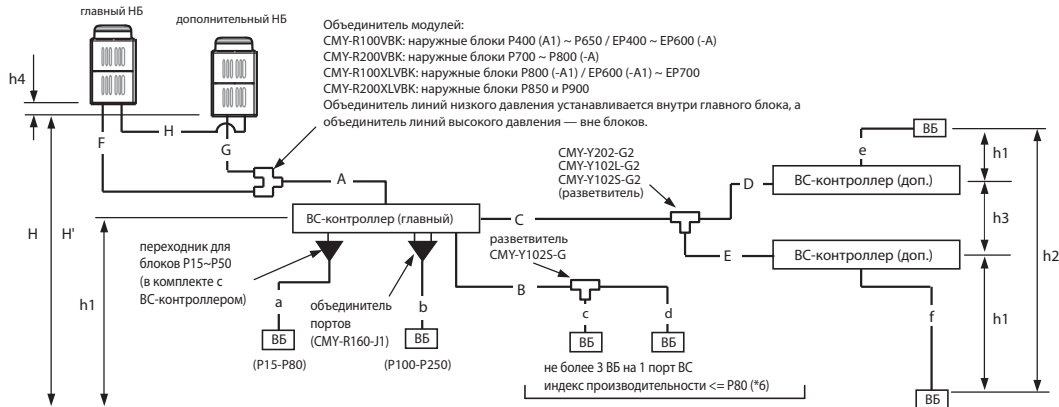 главный НБ
дополнительный НБ
Объединитель модулей:
CMY-R100VBK: наружные блоки P400 (A1) ~ P650 / EP400 ~ EP600 (-A)
CMY-R200VBK: наружные блоки P700 ~ P800 (-A)
CMY-R100XLVBK: наружные блоки P800 (-A1) / EP600 (-A1) ~ EP700
CMY-R200XLVBK: наружные блоки P850 и P900
Объединитель линий низкого давления устанавливается внутри главного блока, а
объединитель линий высокого давления — вне блоков.
h4
H
F
G
A
H
H'
h1
BC-контроллер (главный)
переходник для
блоков P15~P50
(в комплекте с
BC-контроллером)
a
ВБ
(P15-P80)
объединитель
портов
(CMY-R160-J1)
b
ВБ
(P100-P250)
C
B
разветвитель
CMY-Y102S-G
c
d
ВБ
ВБ
не более 3 ВБ на 1 порт BC
индекс производительности <= P80 (*6)
CMY-Y202-G2
CMY-Y102L-G2
CMY-Y102S-G2
(разветвитель)
D
E
e
ВБ
BC-контроллер (доп.)
BC-контроллер (доп.)
f
ВБ
h1
h3
h2
h1